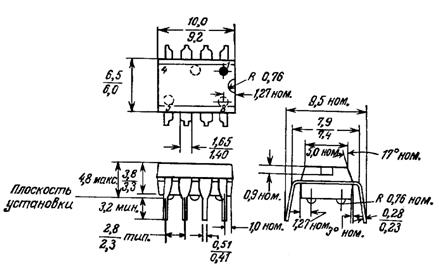 10,0
9,2
6,5
6,0
4
5
R 0,76
1,27 ном.
1,65
1,40
8,5 ном.
7,9
7,4
5,0 ном.
17° ном.
4,8 макс.
3,8
3,3
Плоскость
установки
3,2 мин.
0,9 ном.
R 0,76 ном.
1,0 ном.
1,27 ном.
3° ном.
0,28
0,23
2,8
2,3
тип.
0,51
0,41